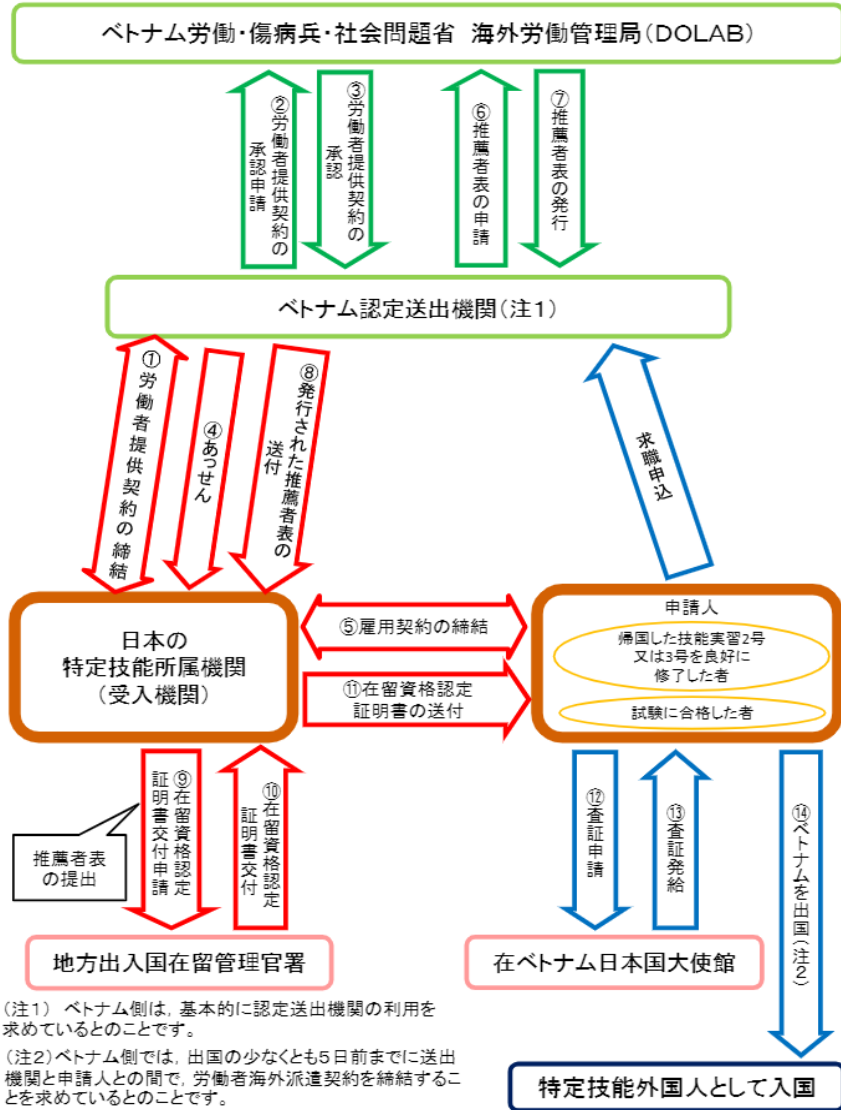 ベトナム労働・傷病兵・社会問題省 海外労働管理局(DOLAB)
②労働者提供契約の
承認申請
③労働者提供契約の
承認
⑥推薦者表の申請
⑦推薦者表の発行
ベトナム認定送出機関(注1)
①労働者提供契約の締結
④あっせん
⑧発行された推薦者表の
送付
求職申込
日本の
特定技能所属機関
(受入機関)
⑤雇用契約の締結
⑪在留資格認定
証明書の送付
申請人
帰国した技能実習2号
又は3号を良好に
修了した者
試験に合格した者
⑨在留資格認定
証明書交付申請
⑩在留資格認定
証明書交付
推薦者表
の提出
⑫査証申請
⑬査証発給
⑭ベトナムを出国(注2)
地方出入国在留管理官署
在ベトナム日本国大使館
(注1) ベトナム側は,基本的に認定送出機関の利用を
求めているとのことです。
(注2)ベトナム側では,出国の少なくとも5日前までに送出
機関と申請人との間で,労働者海外派遣契約を締結するこ
とを求めているとのことです。
特定技能外国人として入国